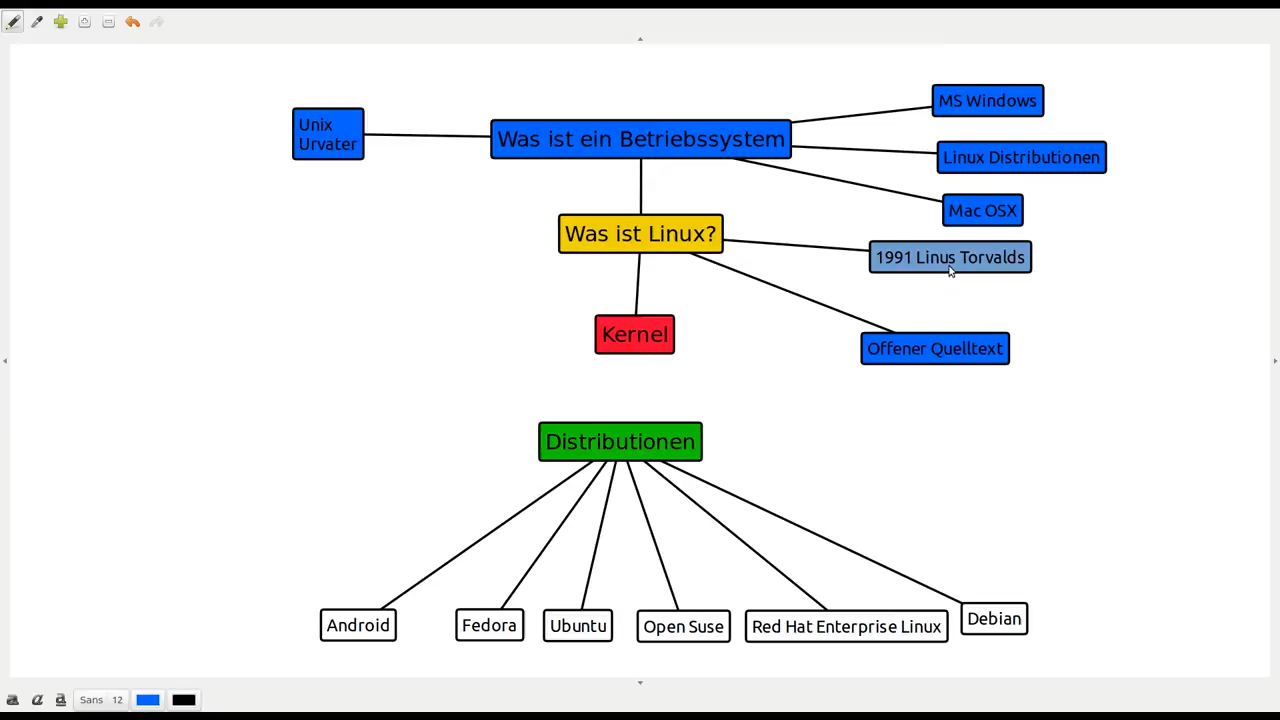 MS Windows
Unix
Urvater
Was ist ein Betriebssystem
Linux Distributionen
Mac OSX
Was ist Linux?
1991 Linus Torvalds
Kernel
Offener Quelltext
Distributionen
Android
Fedora
Ubuntu
Open Suse
Red Hat Enterprise Linux
Debian
a a a Sans 12